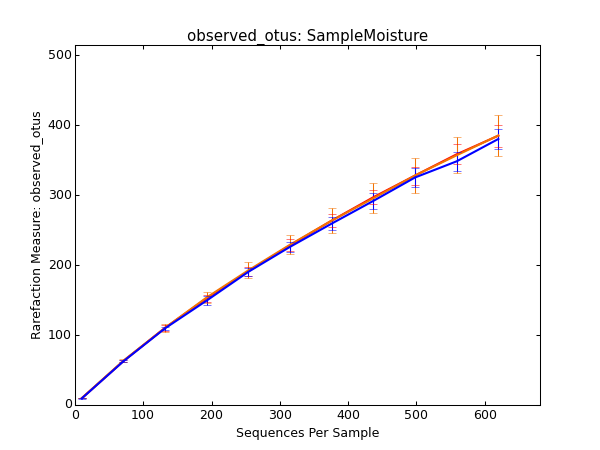 observed_otus: SampleMoisture
500
400
300
200
100
0
0 100 200 300 400 500 600
Rarefaction Measure: observed_otus
Sequences Per Sample